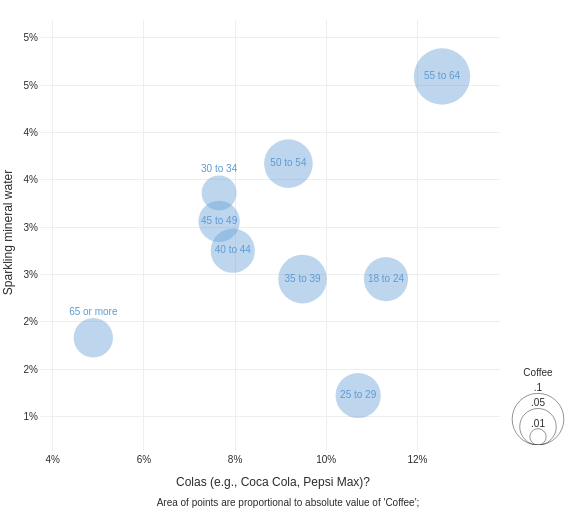 5%
5%
4%
4%
3%
3%
2%
2%
1%
Sparkling mineral water
55 to 64
50 to 54
30 to 34
45 to 49
40 to 44
35 to 39
18 to 24
65 or more
25 to 29
Coffee
.1
.05
.01
4%
6%
8%
10%
12%
Colas (e.g., Coca Cola, Pepsi Max)?
Area of points are proportional to absolute value of 'Coffee';